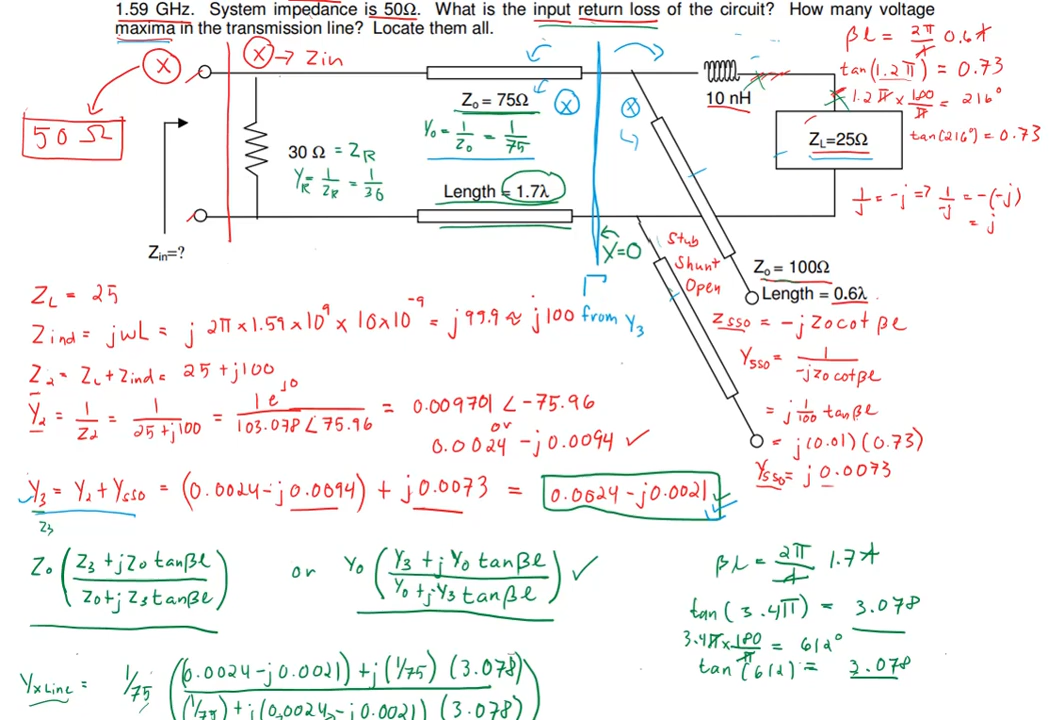 1.59 GHz. System impedance is 50Ω. What is the input return loss of the circuit? How many voltage
maxima in the transmission line? Locate them all.
βl = 2π/λ 0.6λ
tan(1.2π) = 0.73
1.2π x 180/π = 216°
tan(216°) = 0.73
1/j = -j => 1/-j = -(-j)
= j
X
X → Zin
50Ω
30 Ω = ZR
YR = 1/ZR = 1/30
Zin=?
Zo = 75Ω
Yo = 1/Zo = 1/75
Length = 1.7λ
X
X
10 nH
ZL=25Ω
X=0
Γ
from Y3
Stub
Shunt
Open
Zo = 100Ω
Length = 0.6λ
Zsso = -jZo cot βl
Ysso = 1/-jZo cot βl
= j 1/100 tan βl
= j(0.01)(0.73)
Ysso = j0.0073
ZL = 25
Zind = jωL = j 2π x 1.59 x 10^9 x 10x10^-9 = j99.9 ≈ j100
Z2 = ZL + Zind = 25 + j100
Y2 = 1/Z2 = 1/25+j100 = 1e^j0/103.078∠75.96 = 0.009701 ∠-75.96
or
0.0024 - j0.0094 ✓
Y3 = Y2 + Ysso = (0.0024 - j0.0094) + j0.0073 = 0.0024 - j0.0021
Z3
Zo (Z3 + jZo tanβl / Zo + jZ3 tanβl) or Yo (Y3 + jYo tanβl / Yo + jY3 tanβl) ✓
βl = 2π/λ 1.7λ
tan(3.4π) = 3.078
3.4π x 180/π = 612°
tan(612) = 3.078
YxLine = 1/75 ((0.0024 - j0.0021) + j(1/75)(3.078) / (1/75) + j(0.0024 - j0.0021)(3.078))